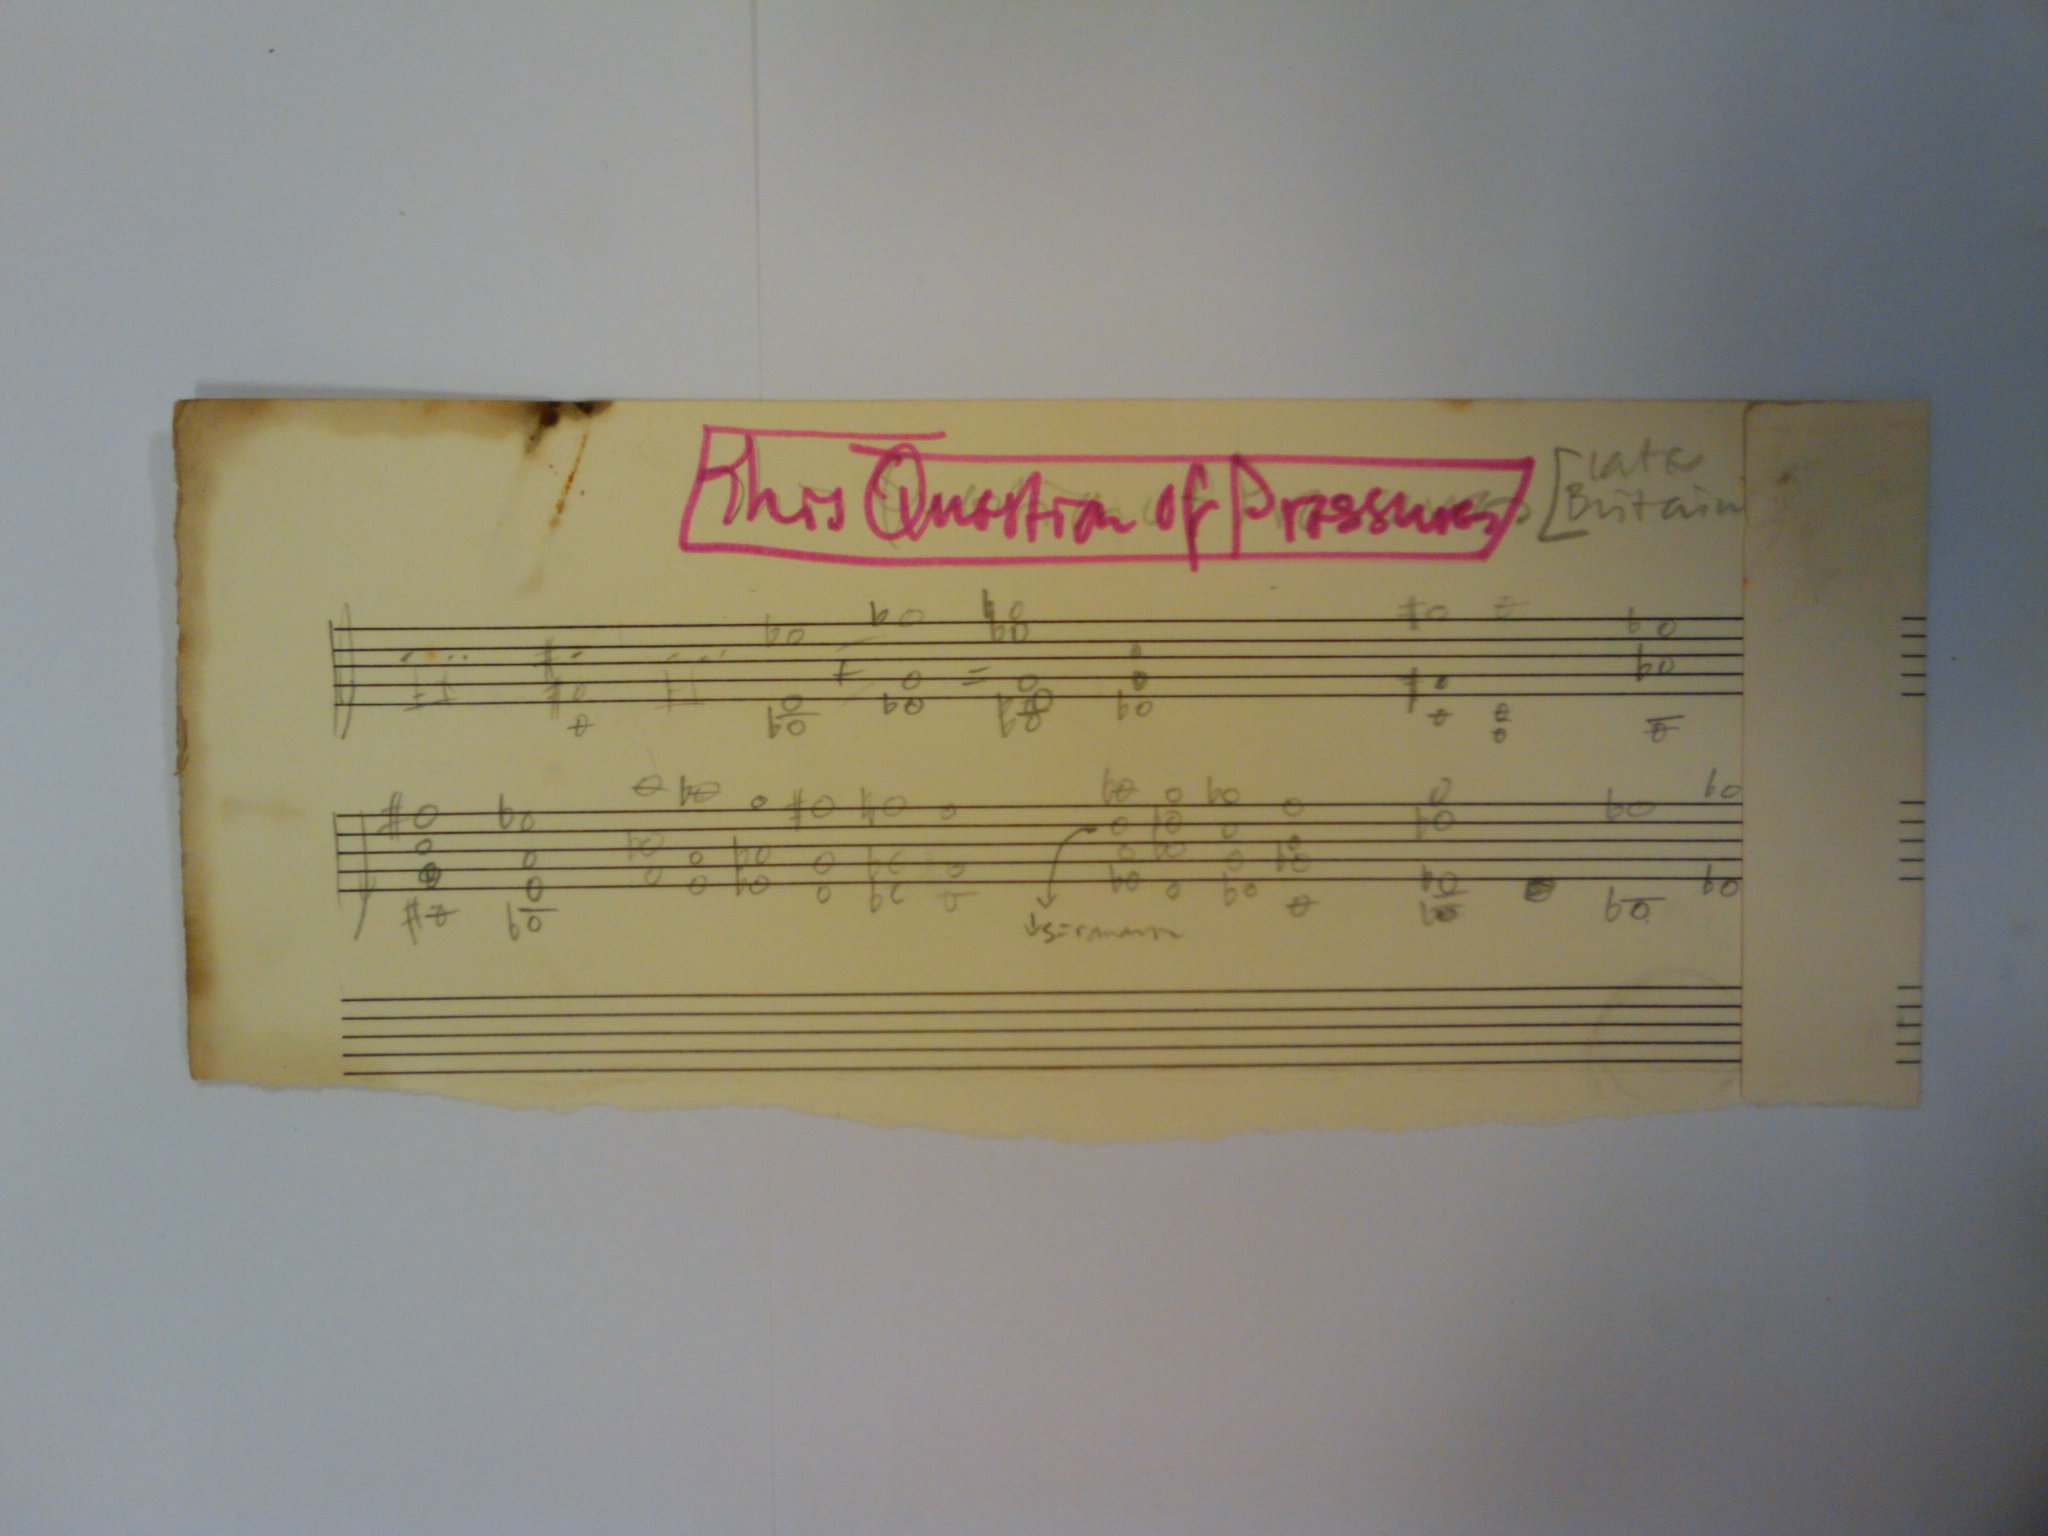 This Question of Pressures
[late
Britain